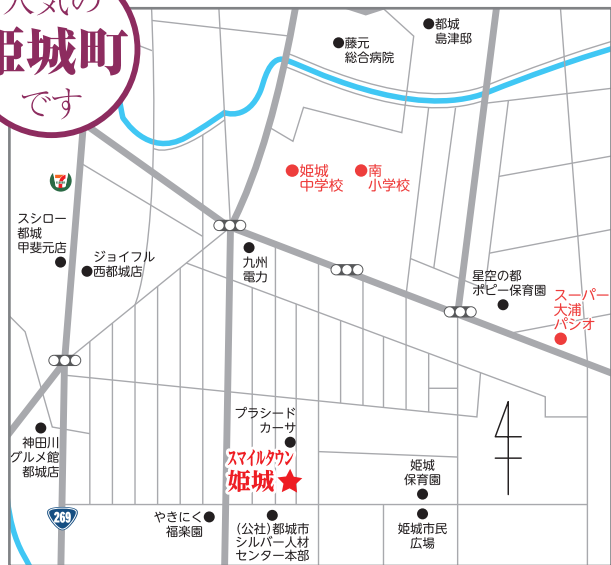 人気の
姫城町
です
都城
島津邸
藤元
総合病院
姫城
中学校
南
小学校
スシロー
都城
甲斐元店
ジョイフル
西都城店
九州
電力
星空の都
ポピー保育園
スーパー
大浦
パシオ
プラシード
カーサ
神田川
グルメ館
都城店
スマイルタウン
姫城
姫城
保育園
269
やきにく
福楽園
(公社)都城市
シルバー人材
センター本部
姫城市民
広場